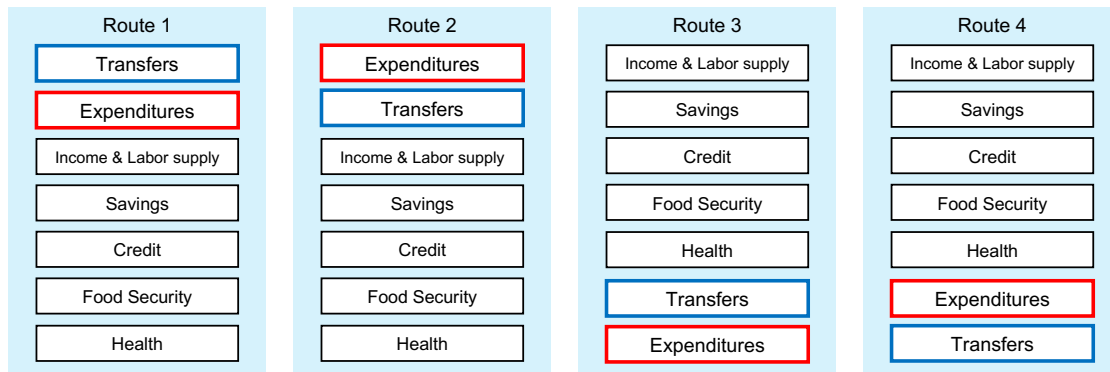 Route 1
Transfers
Expenditures
Income & Labor supply
Savings
Credit
Food Security
Health
Route 2
Expenditures
Transfers
Income & Labor supply
Savings
Credit
Food Security
Health
Route 3
Income & Labor supply
Savings
Credit
Food Security
Health
Transfers
Expenditures
Route 4
Income & Labor supply
Savings
Credit
Food Security
Health
Expenditures
Transfers